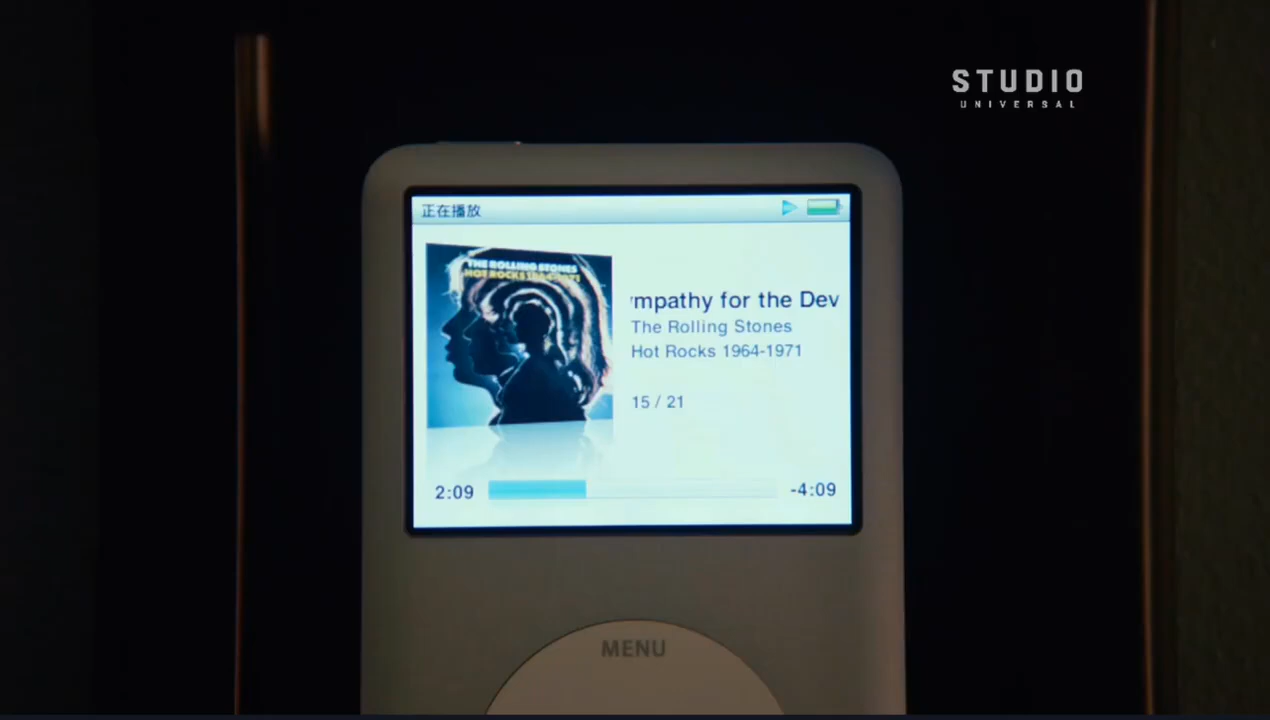 STUDIO
UNIVERSAL
正在播放
THE ROLLING STONES
HOT ROCKS 1964-1971
mpathy for the Dev
The Rolling Stones
Hot Rocks 1964-1971
15 / 21
2:09
-4:09
MENU